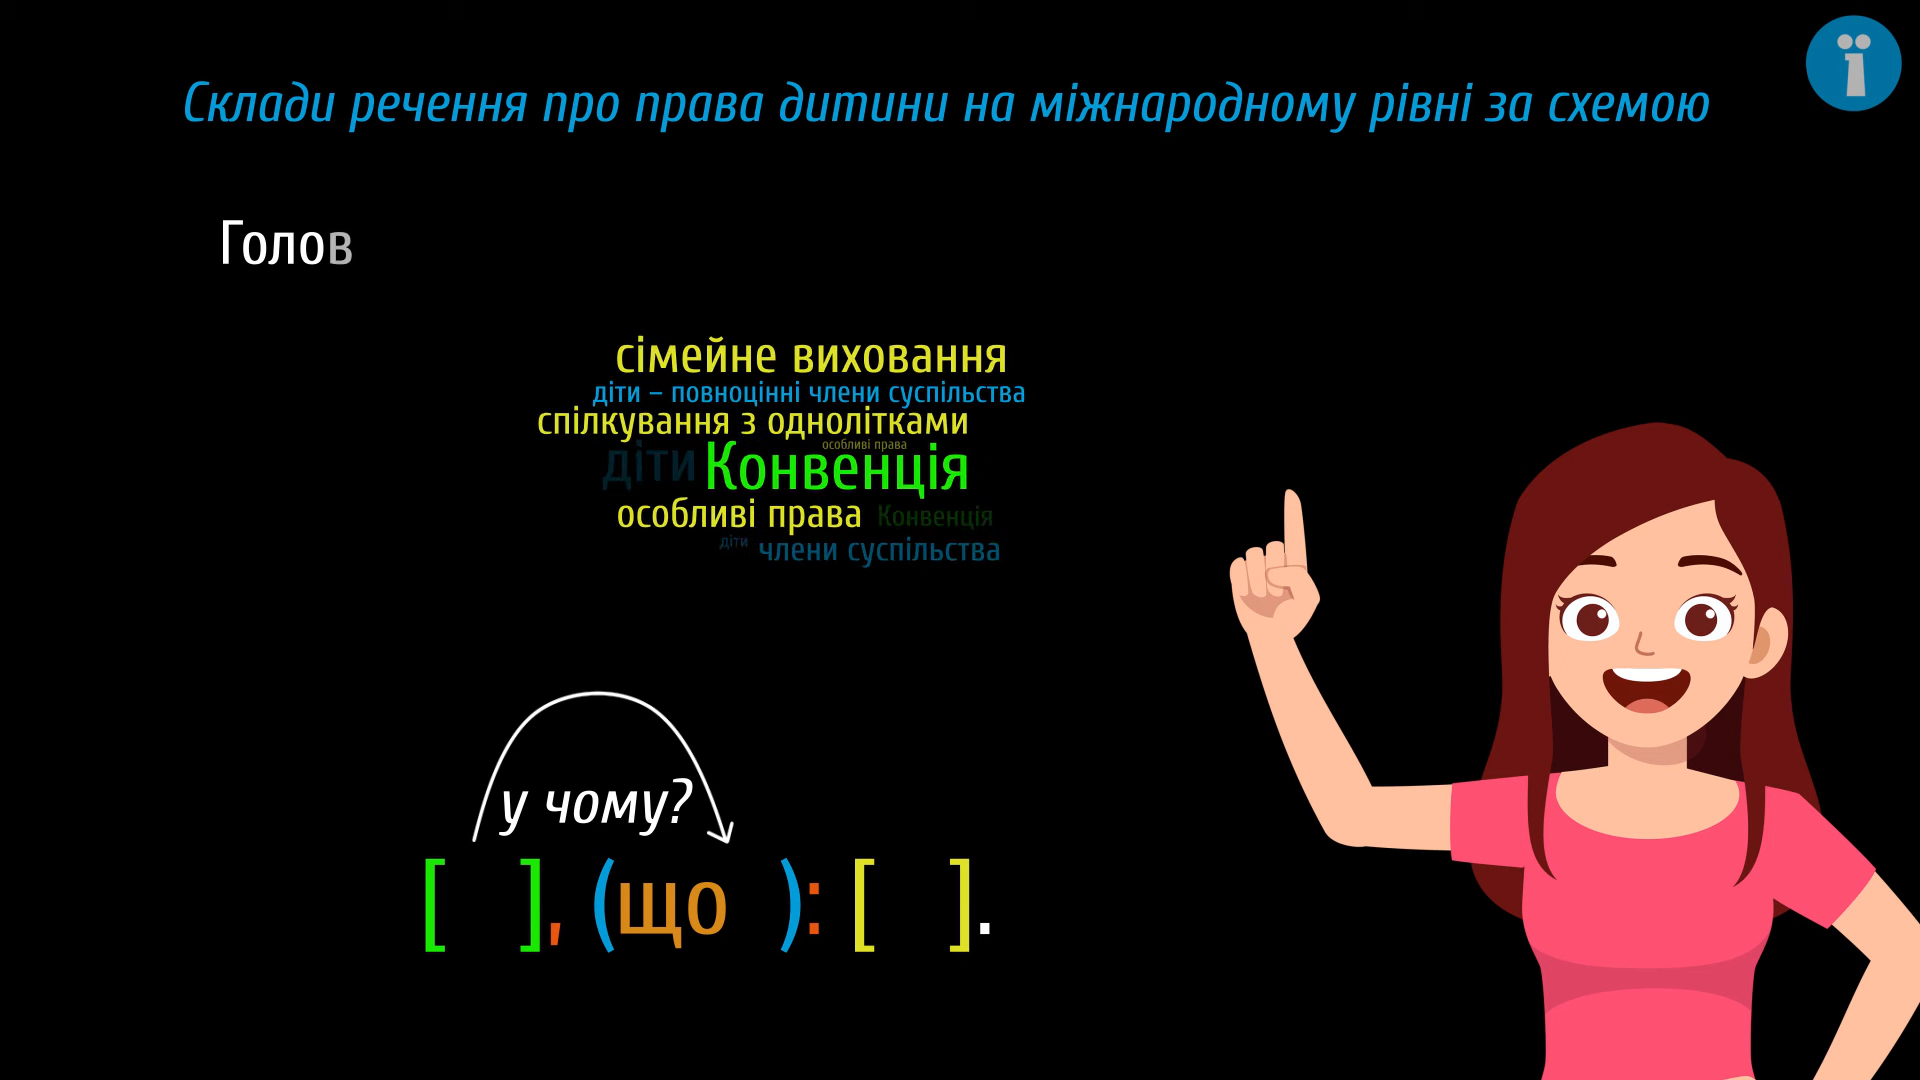 Склади речення про права дитини на міжнародному рівні за схемою
ї
Голов
сімейне виховання
діти – повноцінні члени суспільства
спілкування з однолітками
особливі права
діти Конвенція
особливі права Конвенція
діти члени суспільства
у чому?
[ ], (що ): [ ].